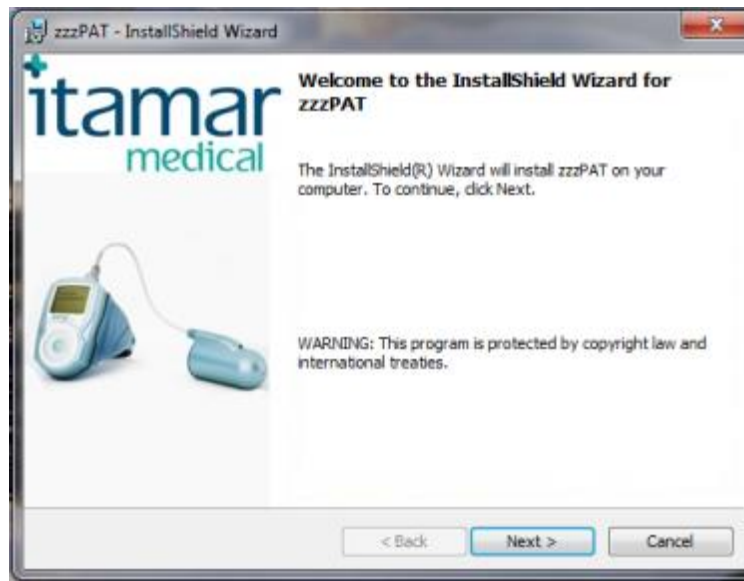 zzzPAT - InstallShield Wizard
itamar
medical
Welcome to the InstallShield Wizard for
zzzPAT
The InstallShield(R) Wizard will install zzzPAT on your
computer. To continue, click Next.
WARNING: This program is protected by copyright law and
international treaties.
< Back
Next >
Cancel